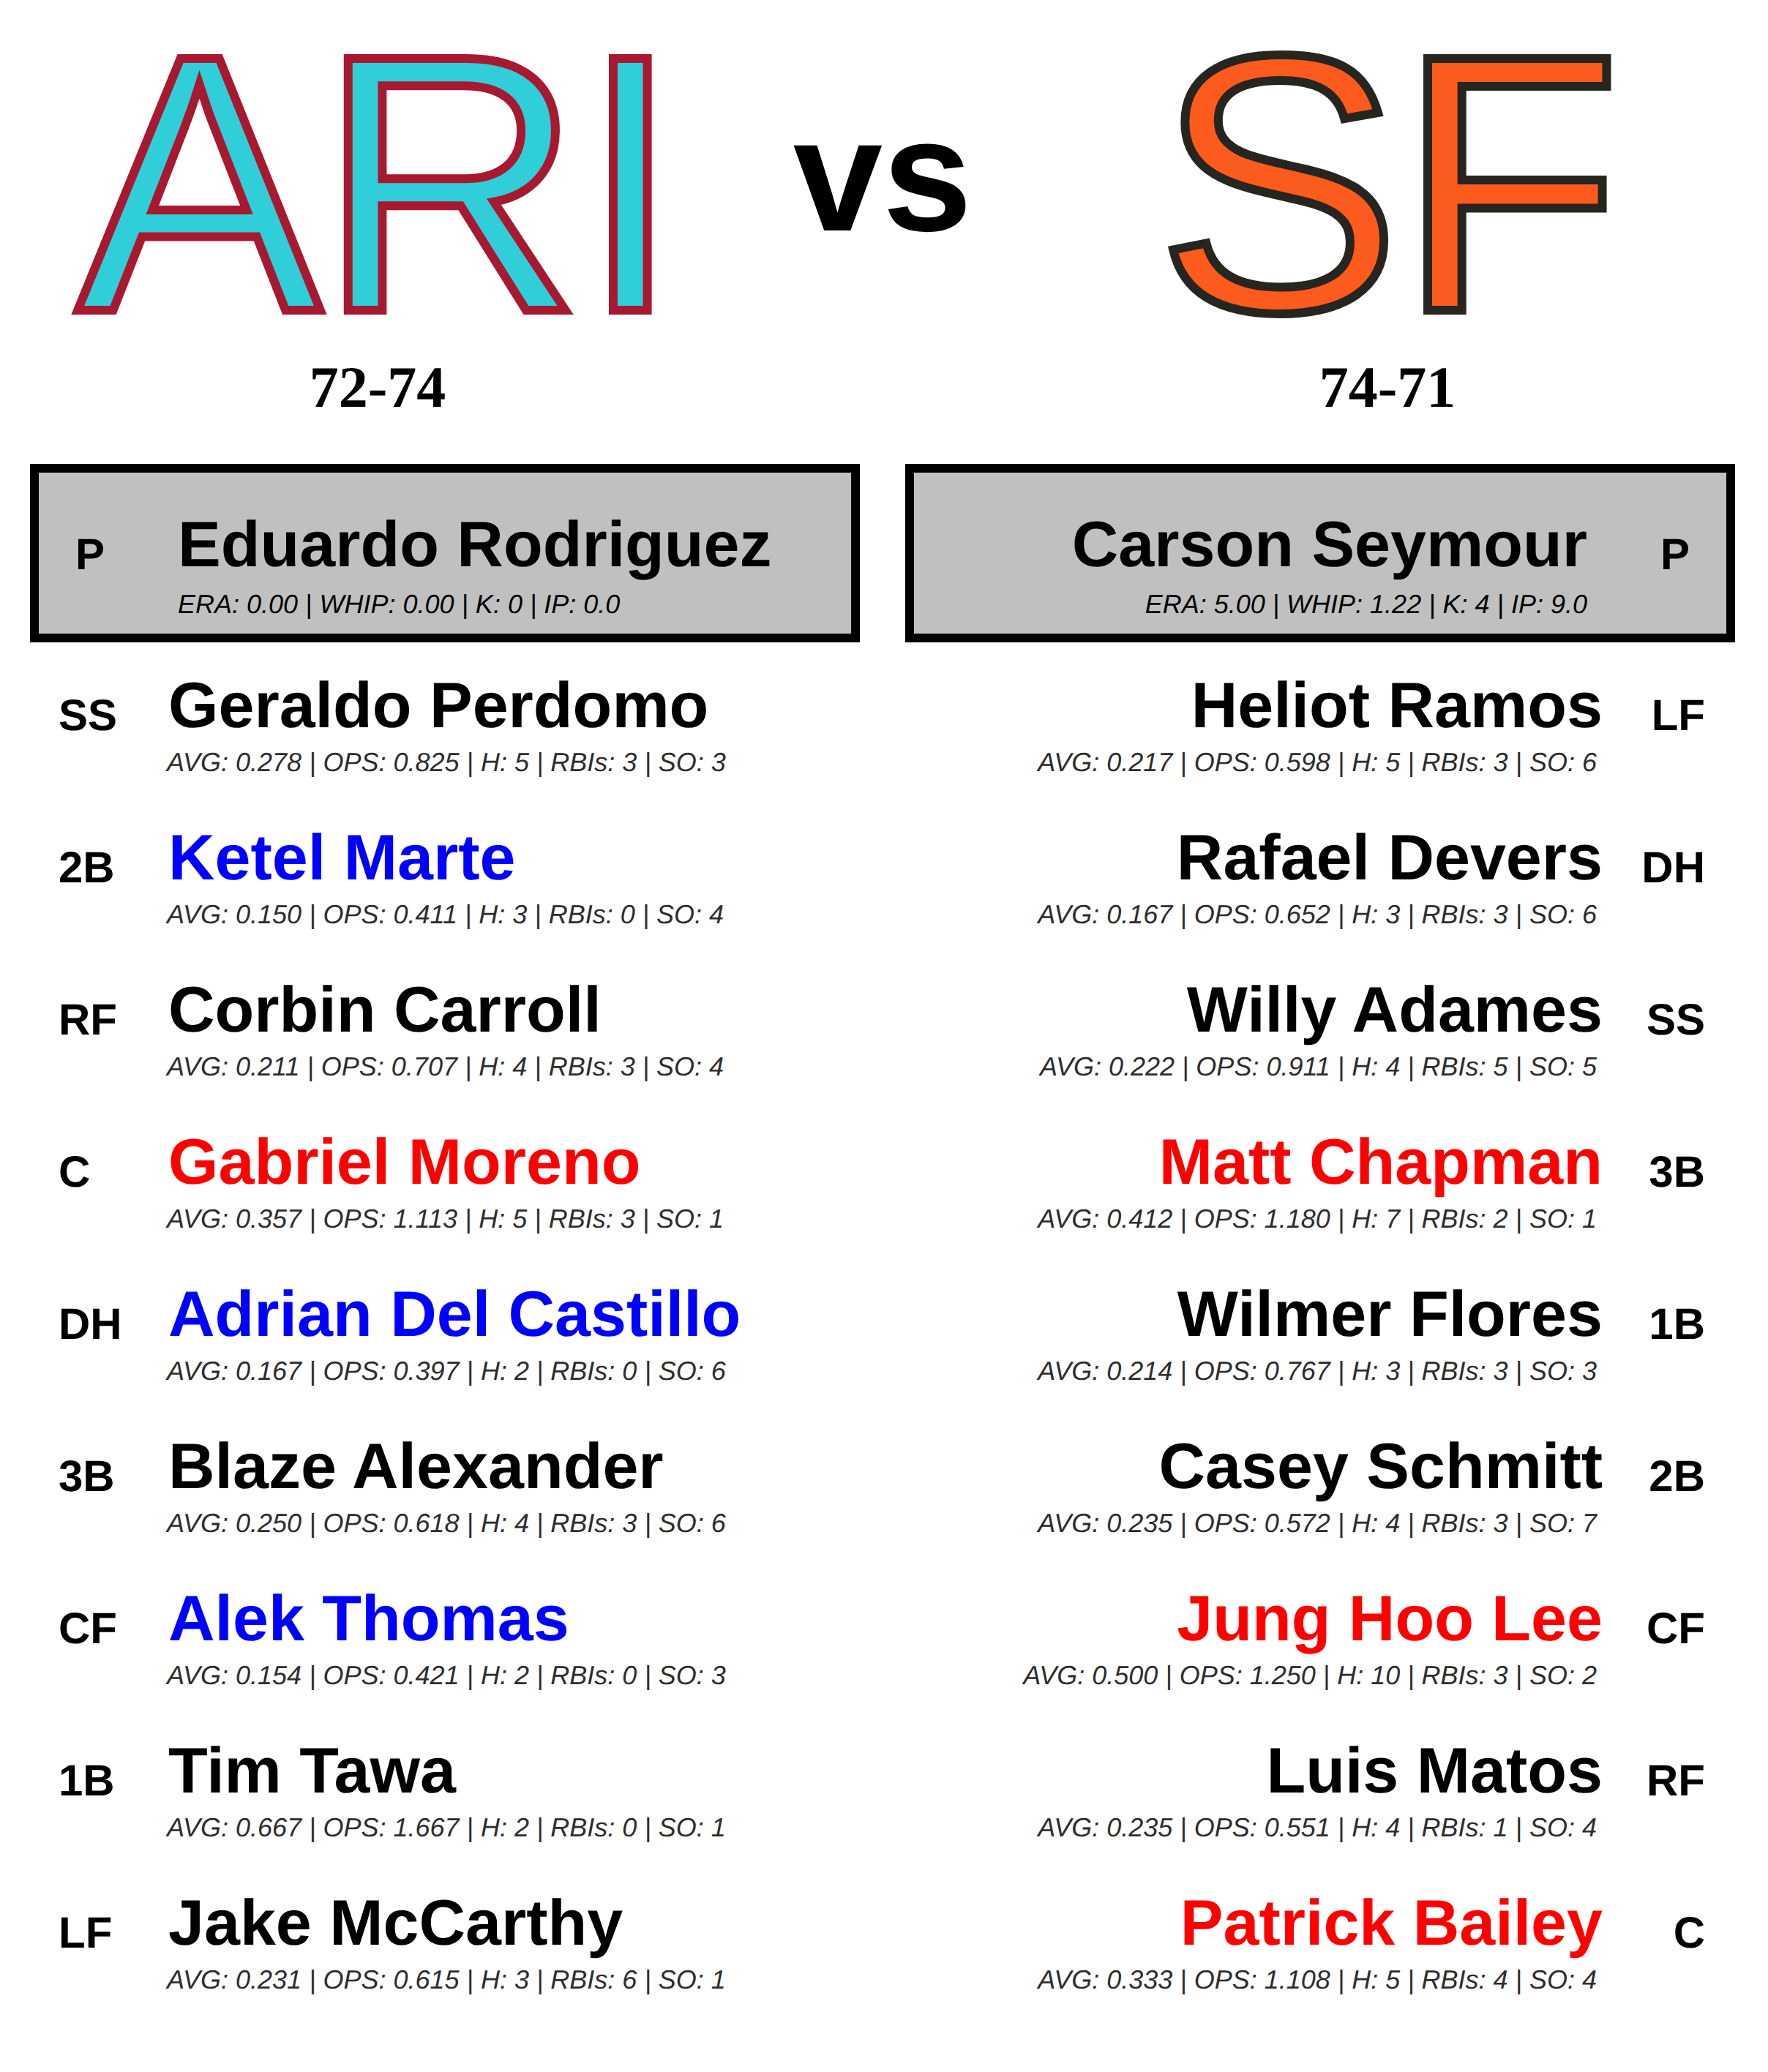 ARI vs SF
72-74 74-71
P Eduardo Rodriguez Carson Seymour P
ERA: 0.00 | WHIP: 0.00 | K: 0 | IP: 0.0 ERA: 5.00 | WHIP: 1.22 | K: 4 | IP: 9.0
SS Geraldo Perdomo Heliot Ramos LF
AVG: 0.278 | OPS: 0.825 | H: 5 | RBIs: 3 | SO: 3 AVG: 0.217 | OPS: 0.598 | H: 5 | RBIs: 3 | SO: 6
2B Ketel Marte Rafael Devers DH
AVG: 0.150 | OPS: 0.411 | H: 3 | RBIs: 0 | SO: 4 AVG: 0.167 | OPS: 0.652 | H: 3 | RBIs: 3 | SO: 6
RF Corbin Carroll Willy Adames SS
AVG: 0.211 | OPS: 0.707 | H: 4 | RBIs: 3 | SO: 4 AVG: 0.222 | OPS: 0.911 | H: 4 | RBIs: 5 | SO: 5
C Gabriel Moreno Matt Chapman 3B
AVG: 0.357 | OPS: 1.113 | H: 5 | RBIs: 3 | SO: 1 AVG: 0.412 | OPS: 1.180 | H: 7 | RBIs: 2 | SO: 1
DH Adrian Del Castillo Wilmer Flores 1B
AVG: 0.167 | OPS: 0.397 | H: 2 | RBIs: 0 | SO: 6 AVG: 0.214 | OPS: 0.767 | H: 3 | RBIs: 3 | SO: 3
3B Blaze Alexander Casey Schmitt 2B
AVG: 0.250 | OPS: 0.618 | H: 4 | RBIs: 3 | SO: 6 AVG: 0.235 | OPS: 0.572 | H: 4 | RBIs: 3 | SO: 7
CF Alek Thomas Jung Hoo Lee CF
AVG: 0.154 | OPS: 0.421 | H: 2 | RBIs: 0 | SO: 3 AVG: 0.500 | OPS: 1.250 | H: 10 | RBIs: 3 | SO: 2
1B Tim Tawa Luis Matos RF
AVG: 0.667 | OPS: 1.667 | H: 2 | RBIs: 0 | SO: 1 AVG: 0.235 | OPS: 0.551 | H: 4 | RBIs: 1 | SO: 4
LF Jake McCarthy Patrick Bailey C
AVG: 0.231 | OPS: 0.615 | H: 3 | RBIs: 6 | SO: 1 AVG: 0.333 | OPS: 1.108 | H: 5 | RBIs: 4 | SO: 4